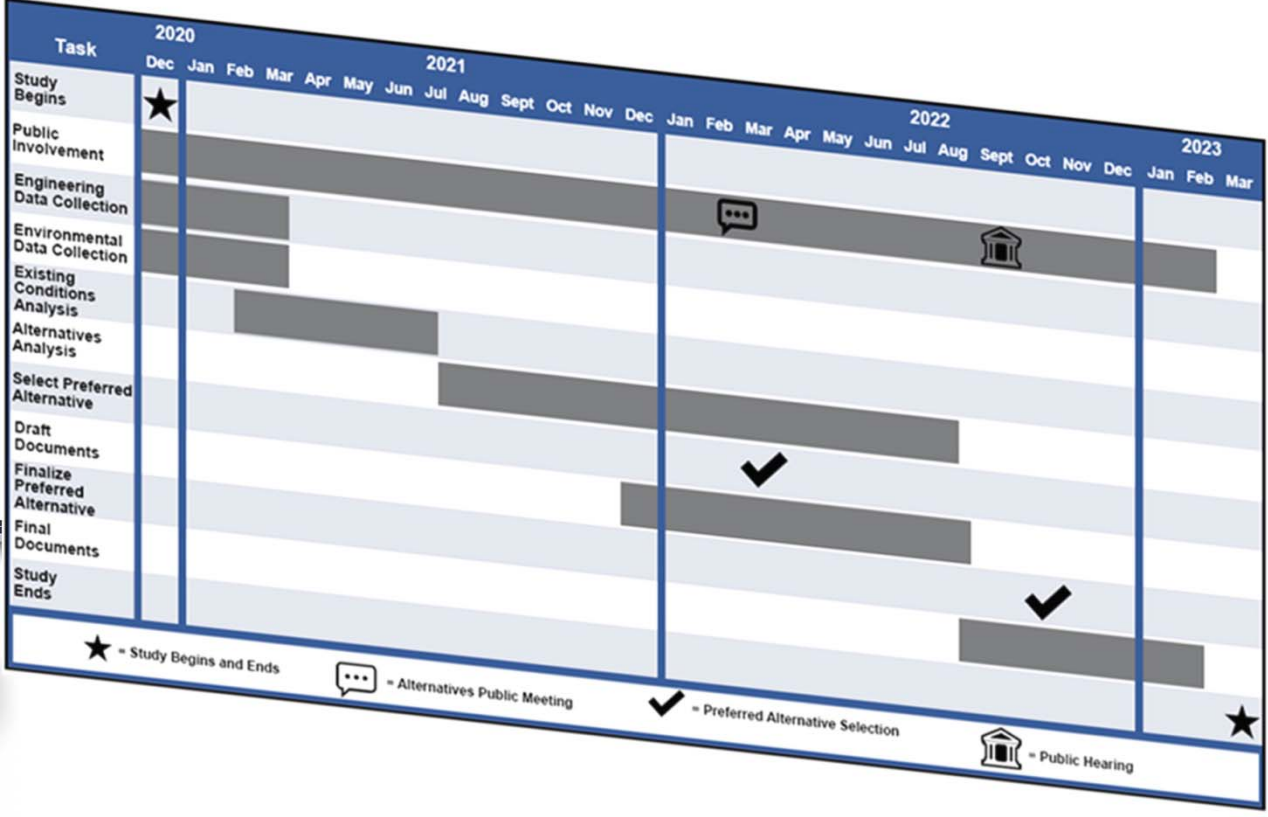 2020
2021
2022
2023
Task
Dec Jan Feb Mar Apr May Jun Jul Aug Sept Oct Nov Dec Jan Feb Mar Apr May Jun Jul Aug Sept Oct Nov Dec Jan Feb Mar
Study
Begins
Public
Involvement
Engineering
Data Collection
Environmental
Data Collection
Existing
Conditions
Analysis
Alternatives
Analysis
Select Preferred
Alternative
Draft
Documents
Finalize
Preferred
Alternative
Final
Documents
Study
Ends
= Study Begins and Ends
= Alternatives Public Meeting
= Preferred Alternative Selection
= Public Hearing